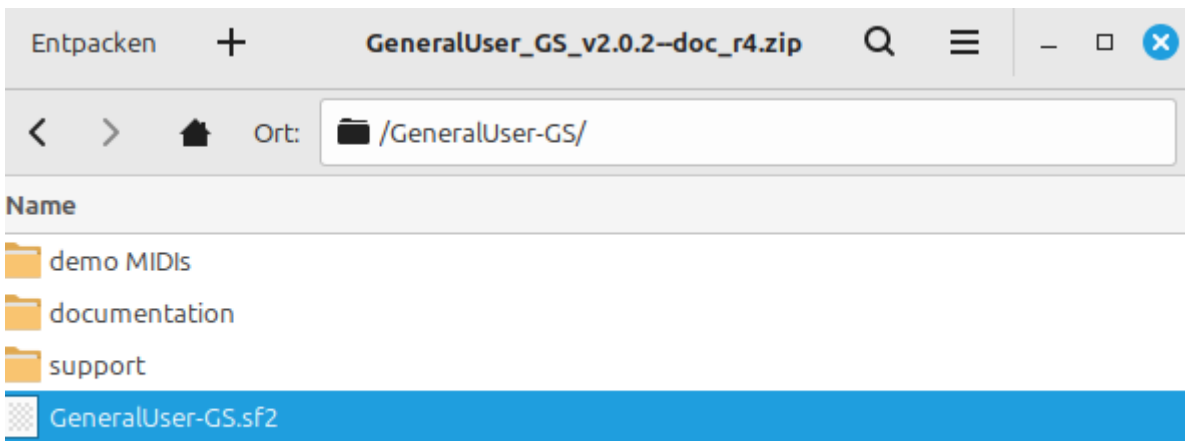 Entpacken + GeneralUser_GS_v2.0.2--doc_r4.zip
Ort: /GeneralUser-GS/
Name
demo MIDIs
documentation
support
GeneralUser-GS.sf2